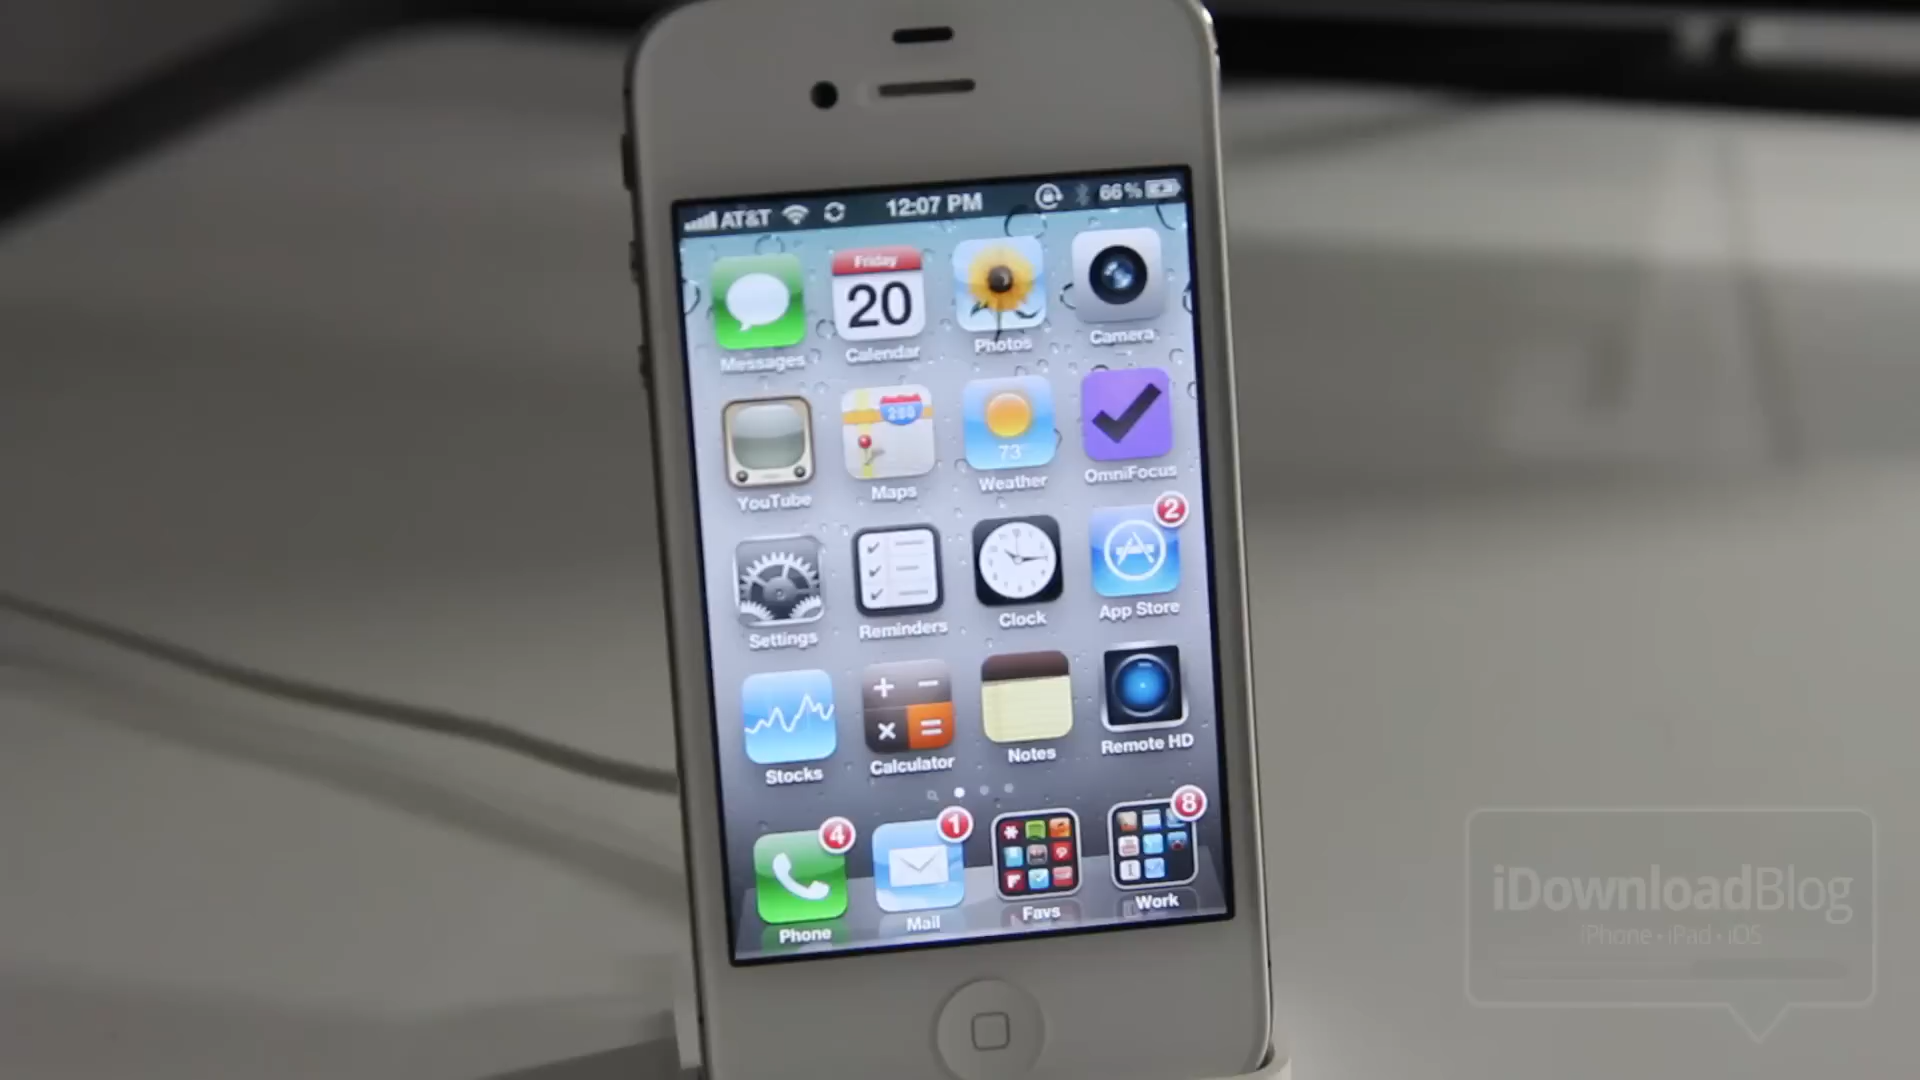 AT&T 12:07 PM 66%
Friday
20
Messages Calendar Photos Camera
280
73°
YouTube Maps Weather OmniFocus
2
Settings Reminders Clock App Store
Stocks Calculator Notes Remote HD
4 1 8
Phone Mail Favs Work
iDownloadBlog
iPhone • iPad • iOS